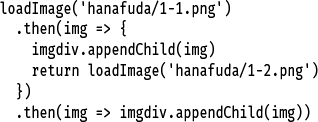 loadImage('hanafuda/1-1.png')
  .then(img => {
    imgdiv.appendChild(img)
    return loadImage('hanafuda/1-2.png')
  })
  .then(img => imgdiv.appendChild(img))